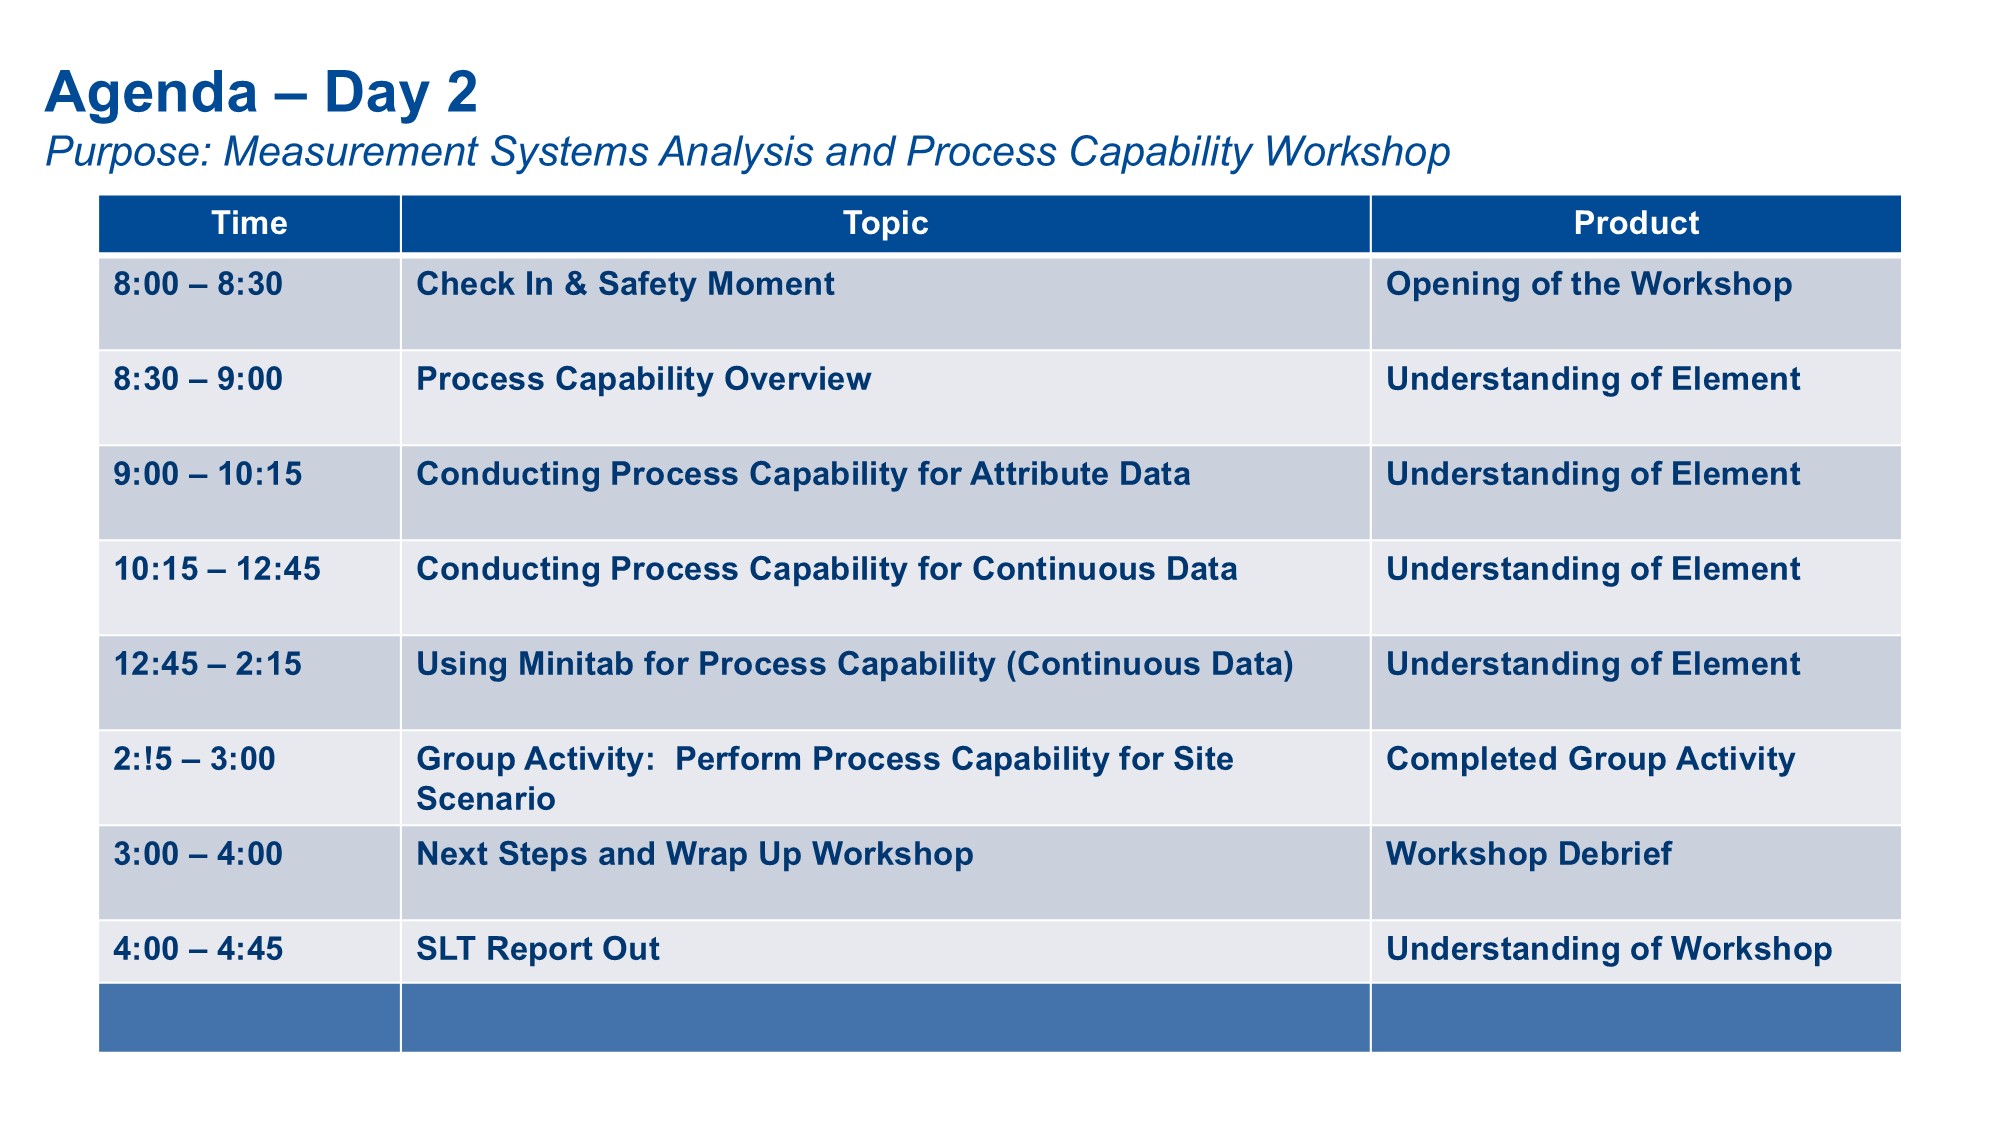 Agenda – Day 2
Purpose: Measurement Systems Analysis and Process Capability Workshop
Time Topic Product
8:00 – 8:30 Check In & Safety Moment Opening of the Workshop
8:30 – 9:00 Process Capability Overview Understanding of Element
9:00 – 10:15 Conducting Process Capability for Attribute Data Understanding of Element
10:15 – 12:45 Conducting Process Capability for Continuous Data Understanding of Element
12:45 – 2:15 Using Minitab for Process Capability (Continuous Data) Understanding of Element
2:!5 – 3:00 Group Activity:  Perform Process Capability for Site Completed Group Activity
Scenario
3:00 – 4:00 Next Steps and Wrap Up Workshop Workshop Debrief
4:00 – 4:45 SLT Report Out Understanding of Workshop